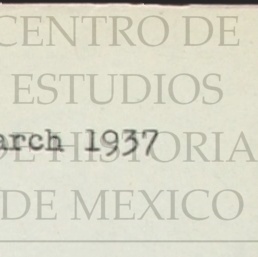 CENTRO DE
ESTUDIOS
arch 1937
DE HISTORIA
DE MEXICO